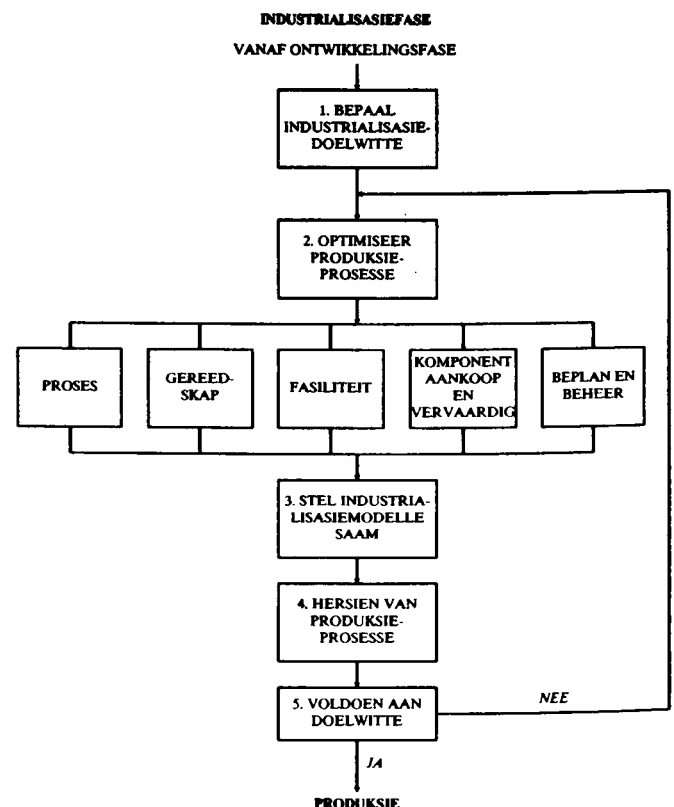 INDUSTRIALISASIEFASE
VANAF ONTWIKKELINGSFASE
1. BEPAAL
INDUSTRIALISASIE-
DOELWITTE
2. OPTIMISEER
PRODUKSIE-
PROSESSE
PROSES
GEREED-
SKAP
FASILITEIT
KOMPONENT
AANKOOP
EN
VERVAARDIG
BEPLAN EN
BEHEER
3. STEL INDUSTRIA-
LISASIEMODELLE
SAAM
4. HERSIEN VAN
PRODUKSIE-
PROSESSE
5. VOLDOEN AAN
DOELWITTE
NEE
JA
PRODUKSIE